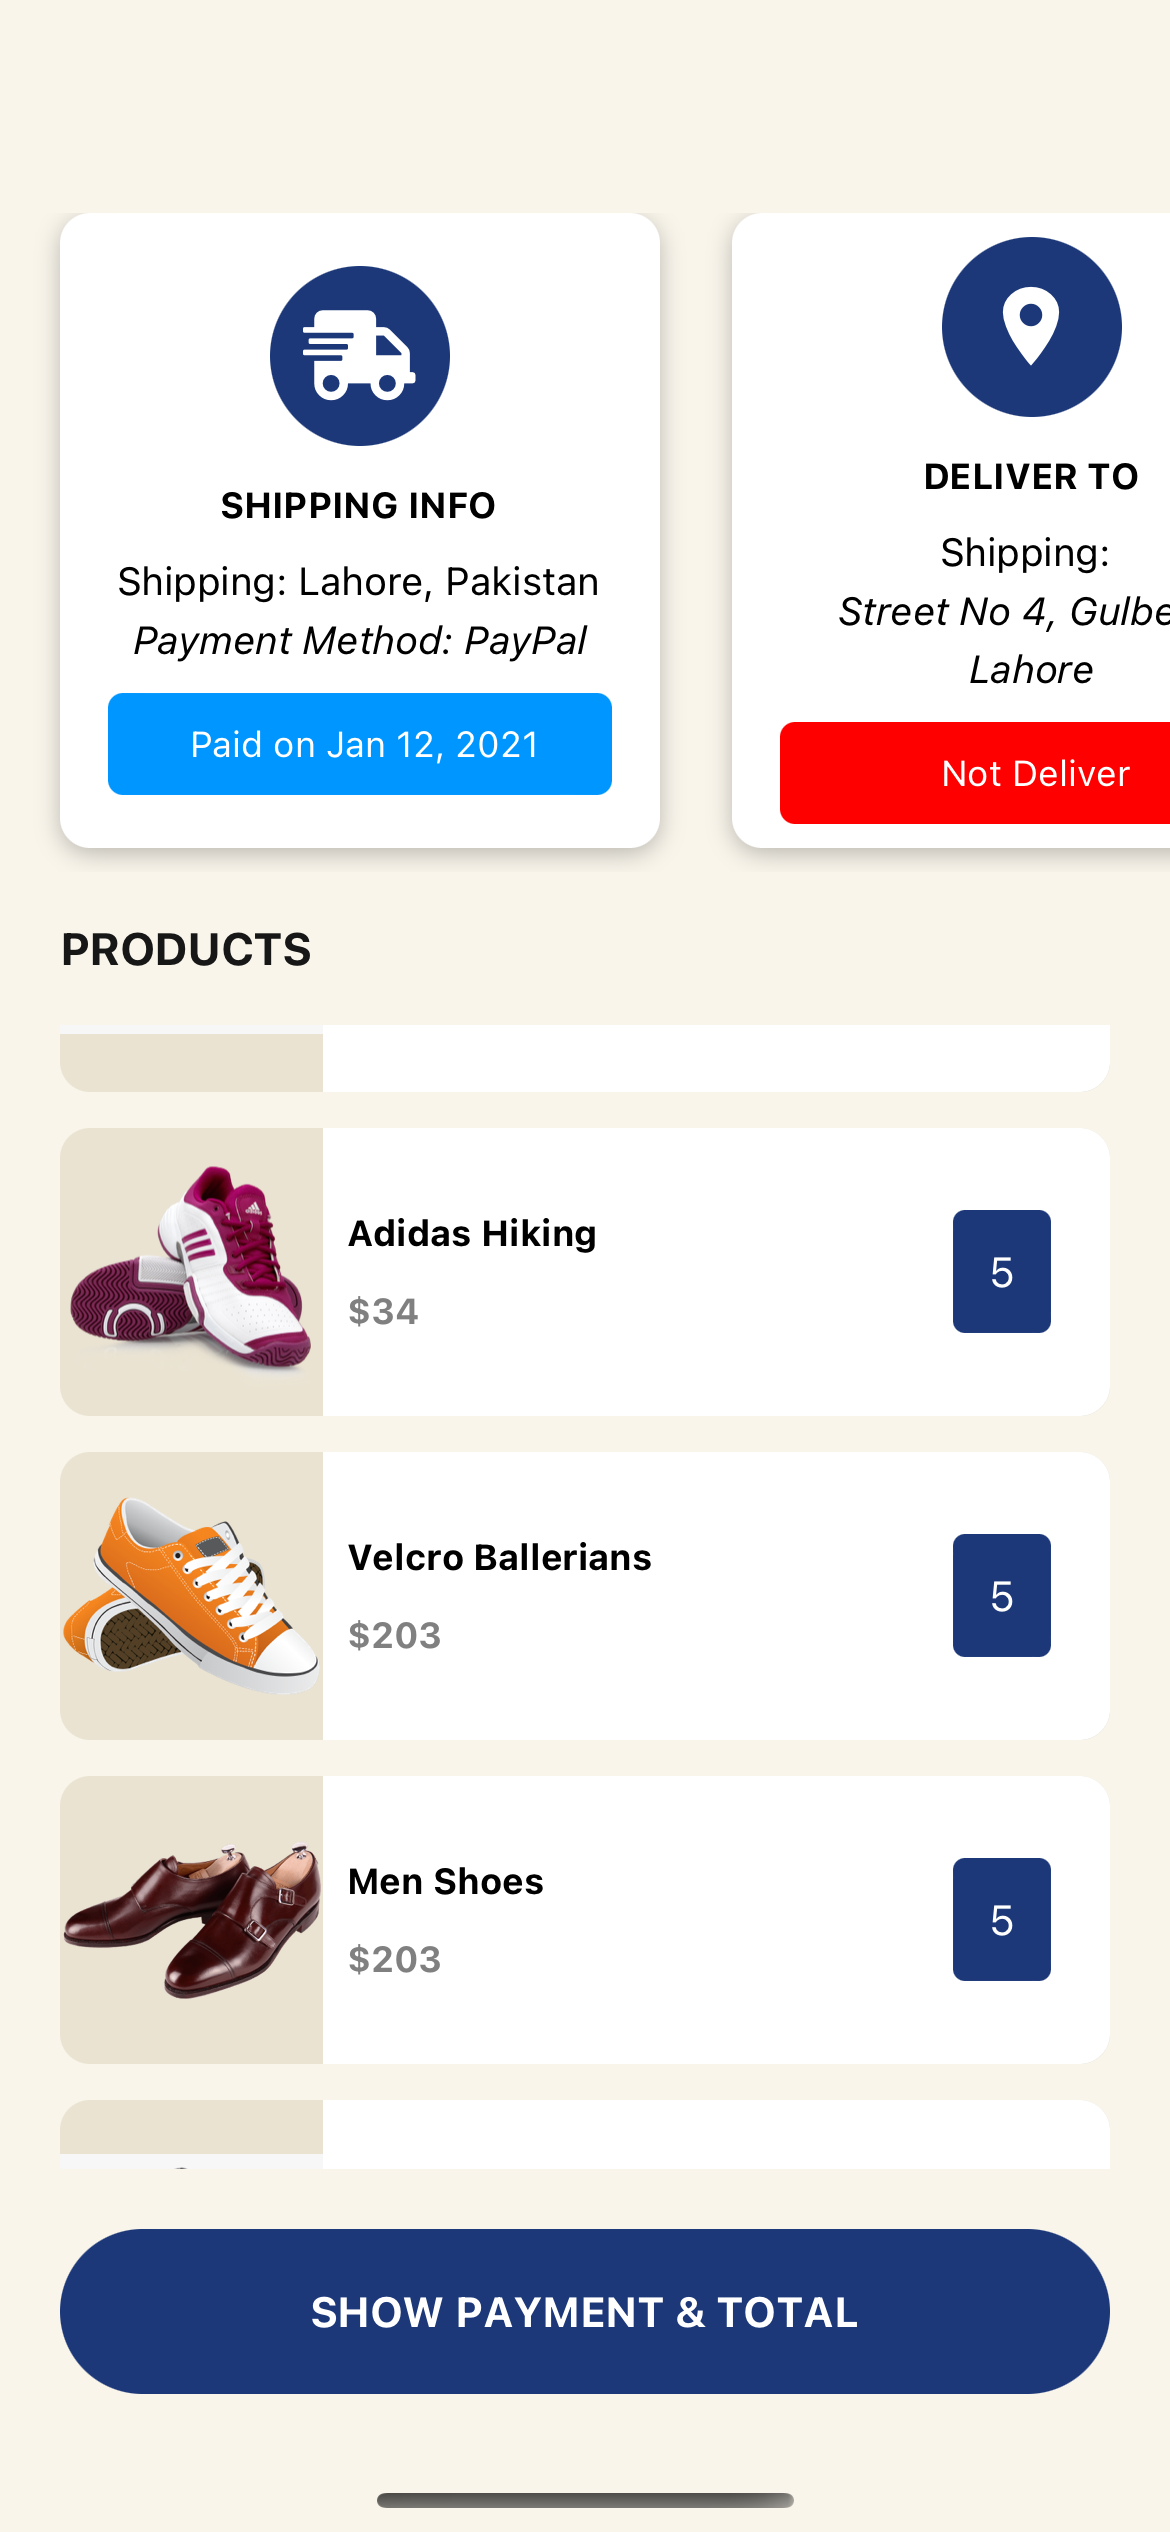 SHIPPING INFO
Shipping: Lahore, Pakistan
Payment Method: PayPal
Paid on Jan 12, 2021
DELIVER TO
Shipping:
Street No 4,
Lahore
Not Deliver
PRODUCTS
Adidas Hiking
$34
5
Velcro Ballerians
$203
5
Men Shoes
$203
5
SHOW PAYMENT & TOTAL